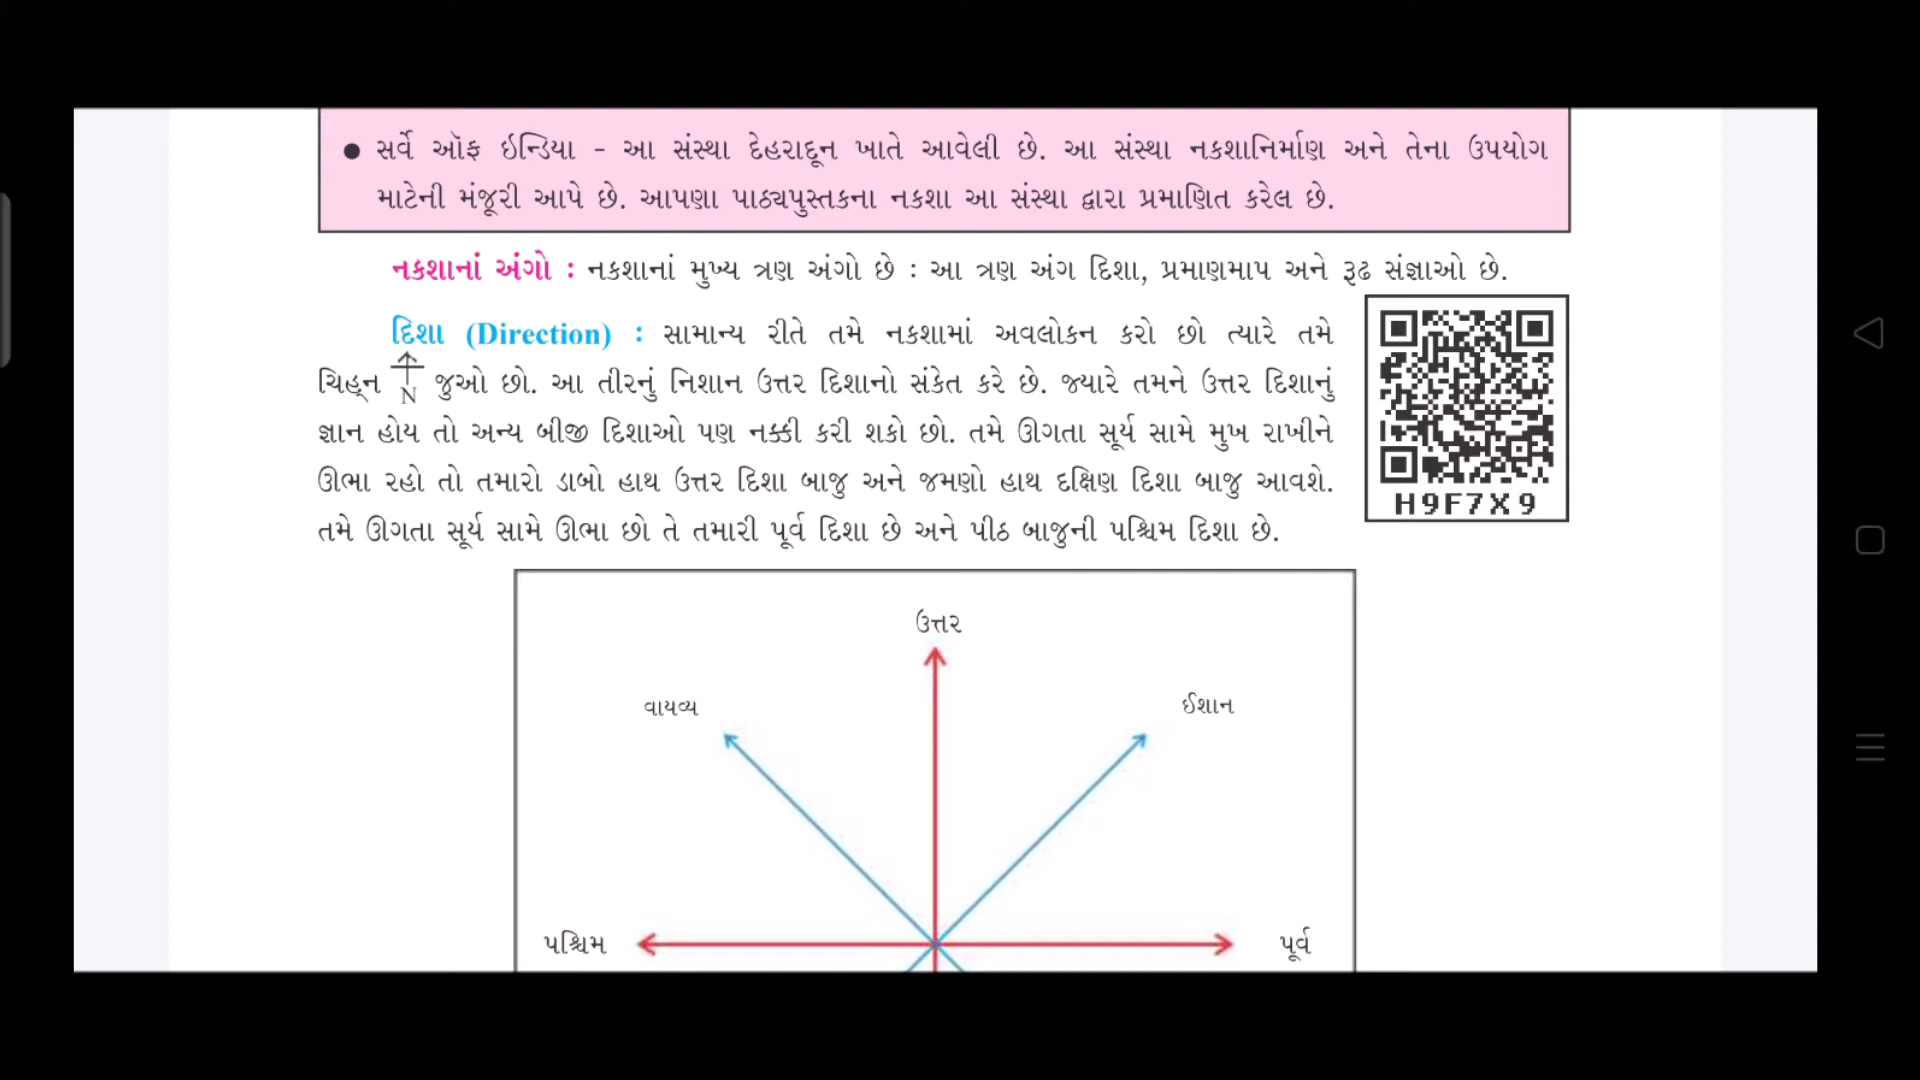 ● સર્વે ઑફ ઇન્ડિયા - આ સંસ્થા દેહરાદૂન ખાતે આવેલી છે. આ સંસ્થા નકશાનિર્માણ અને તેના ઉપયોગ
માટેની મંજૂરી આપે છે. આપણા પાઠ્યપુસ્તકના નકશા આ સંસ્થા દ્વારા પ્રમાણિત કરેલ છે.
નકશાનાં અંગો : નકશાનાં મુખ્ય ત્રણ અંગો છે : આ ત્રણ અંગ દિશા, પ્રમાણમાપ અને રૂઢ સંજ્ઞાઓ છે.
દિશા (Direction) : સામાન્ય રીતે તમે નકશામાં અવલોકન કરો છો ત્યારે તમે
ચિહ્ન N જુઓ છો. આ તીરનું નિશાન ઉત્તર દિશાનો સંકેત કરે છે. જ્યારે તમને ઉત્તર દિશાનું
જ્ઞાન હોય તો અન્ય બીજી દિશાઓ પણ નક્કી કરી શકો છો. તમે ઊગતા સૂર્ય સામે મુખ રાખીને
ઊભા રહો તો તમારો ડાબો હાથ ઉત્તર દિશા બાજુ અને જમણો હાથ દક્ષિણ દિશા બાજુ આવશે.
તમે ઊગતા સૂર્ય સામે ઊભા છો તે તમારી પૂર્વ દિશા છે અને પીઠ બાજુની પશ્ચિમ દિશા છે.
H9F7X9
ઉત્તર
વાયવ્ય
ઈશાન
પશ્ચિમ
પૂર્વ